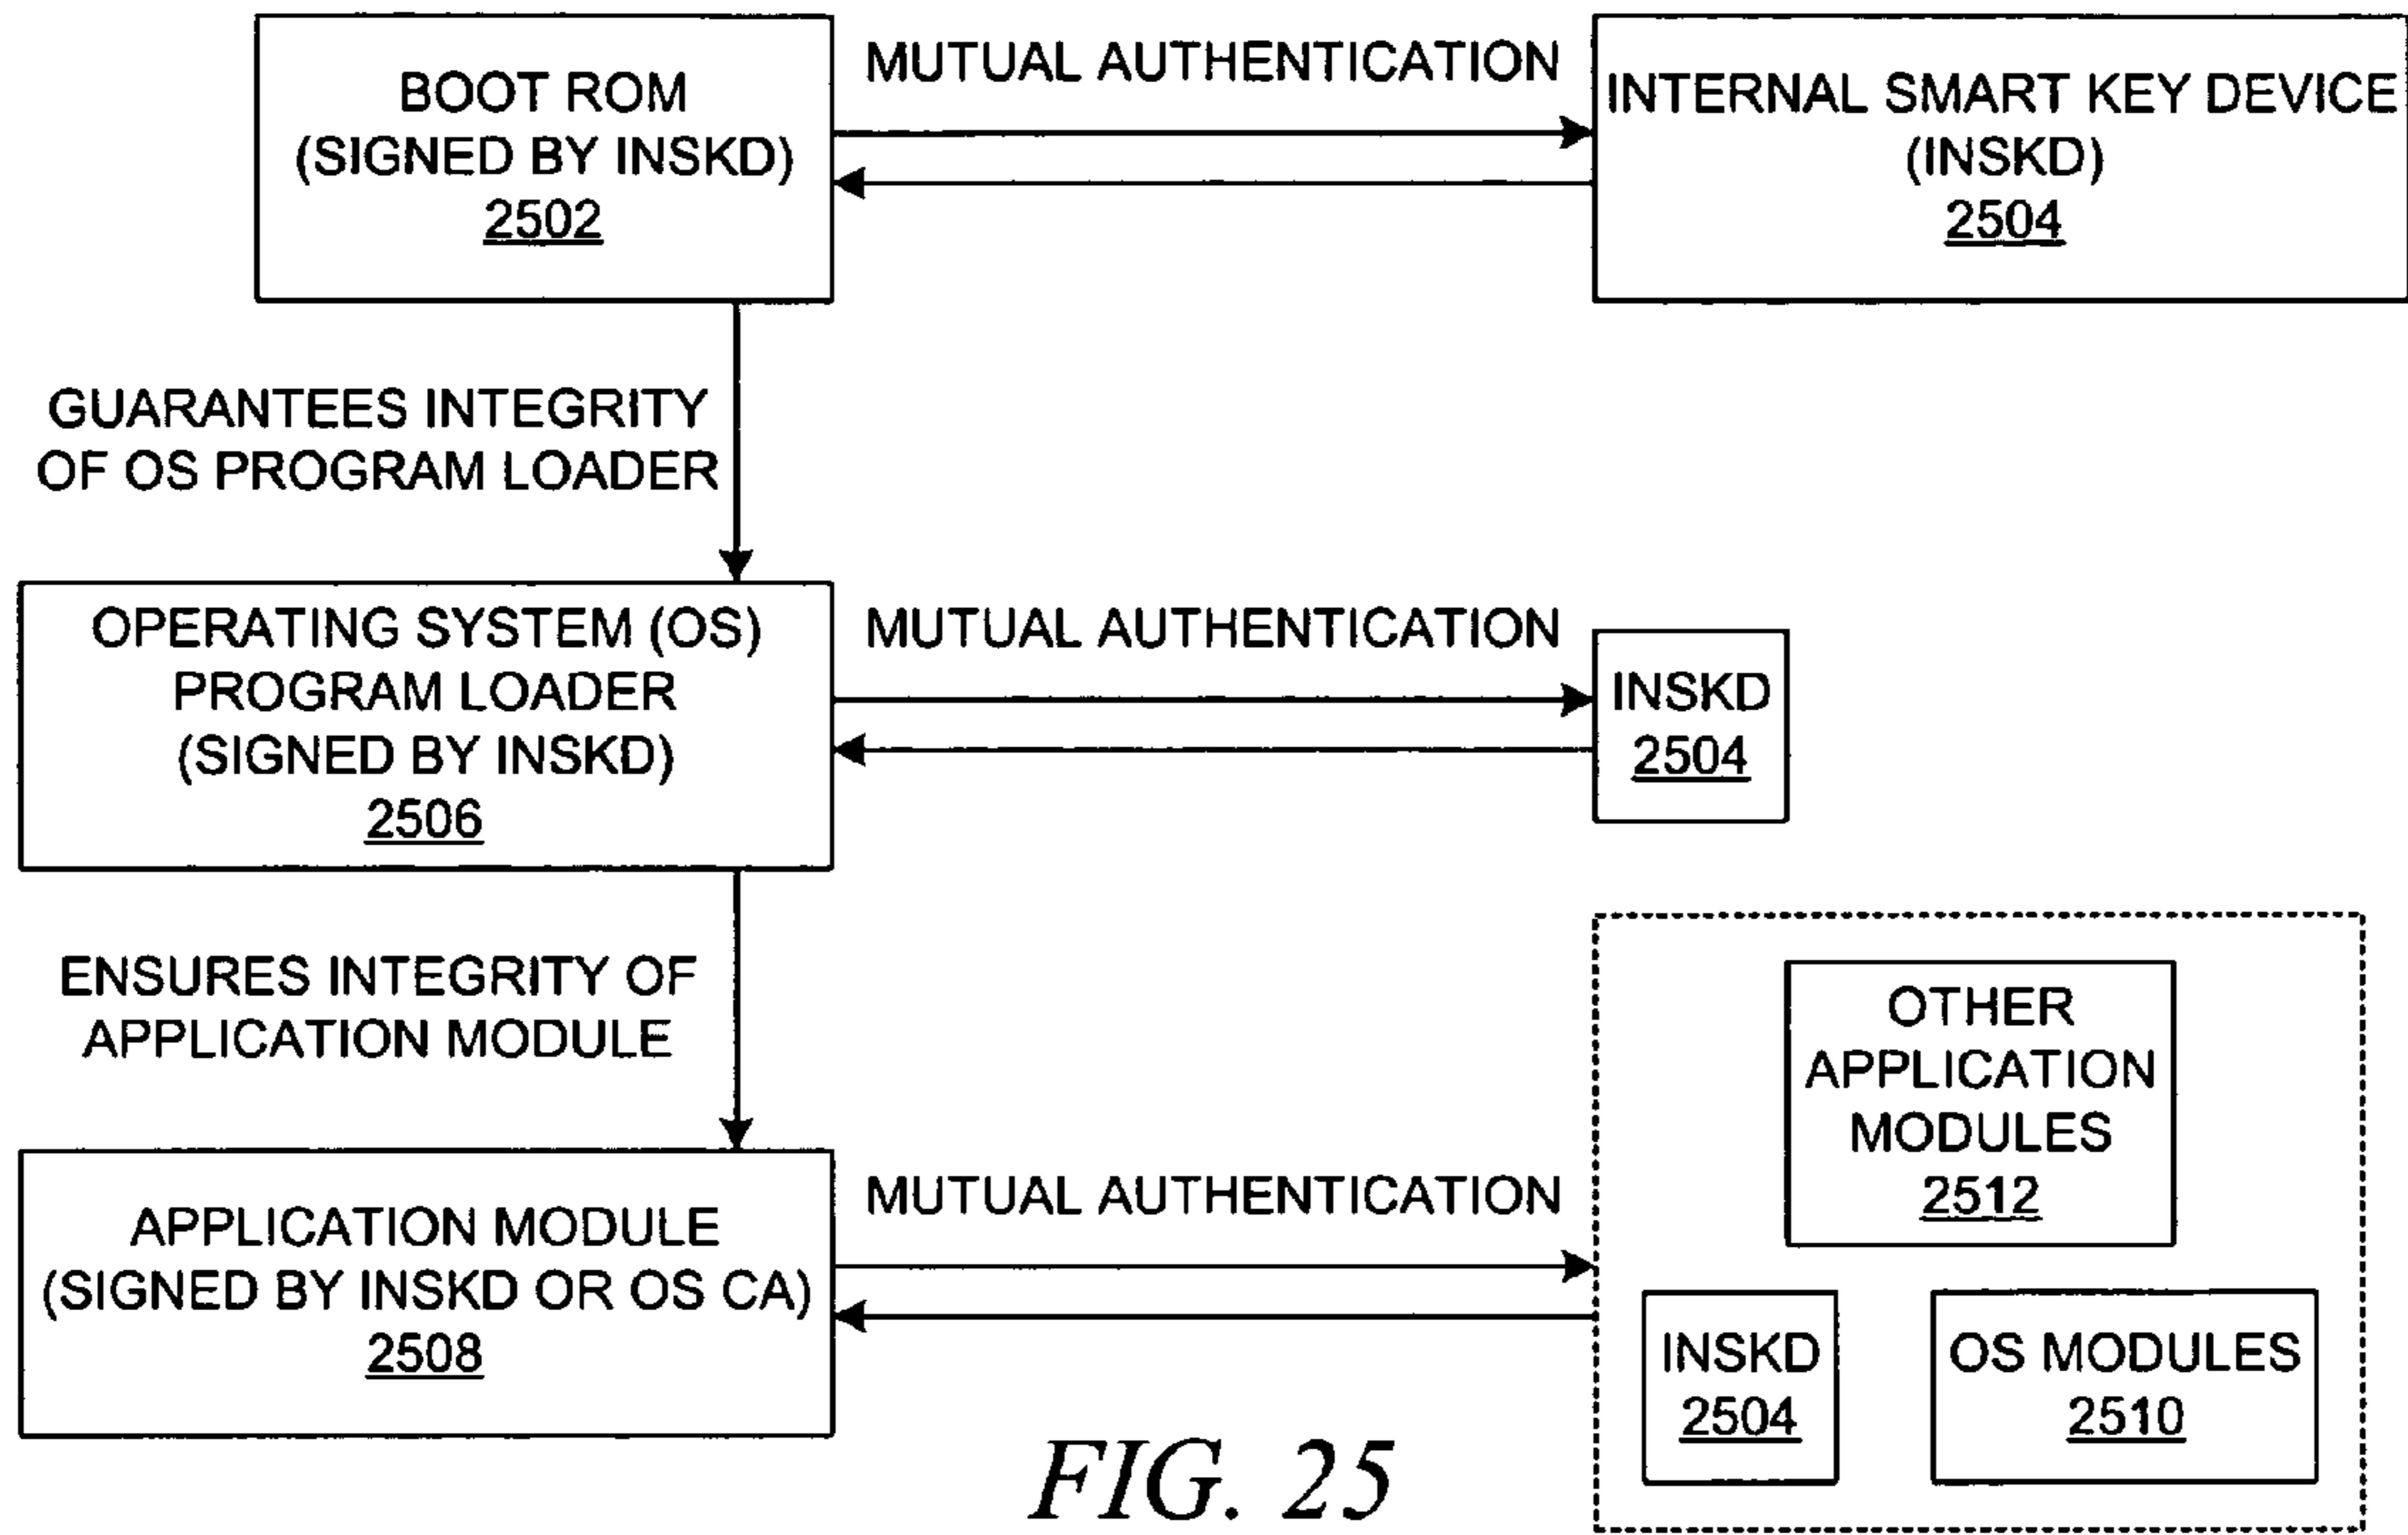 BOOT ROM
(SIGNED BY INSKD)
2502
MUTUAL AUTHENTICATION
INTERNAL SMART KEY DEVICE
(INSKD)
2504
GUARANTEES INTEGRITY
OF OS PROGRAM LOADER
OPERATING SYSTEM (OS)
PROGRAM LOADER
(SIGNED BY INSKD)
2506
MUTUAL AUTHENTICATION
INSKD
2504
ENSURES INTEGRITY OF
APPLICATION MODULE
APPLICATION MODULE
(SIGNED BY INSKD OR OS CA)
2508
MUTUAL AUTHENTICATION
OTHER
APPLICATION
MODULES
2512
INSKD
2504
OS MODULES
2510
FIG. 25